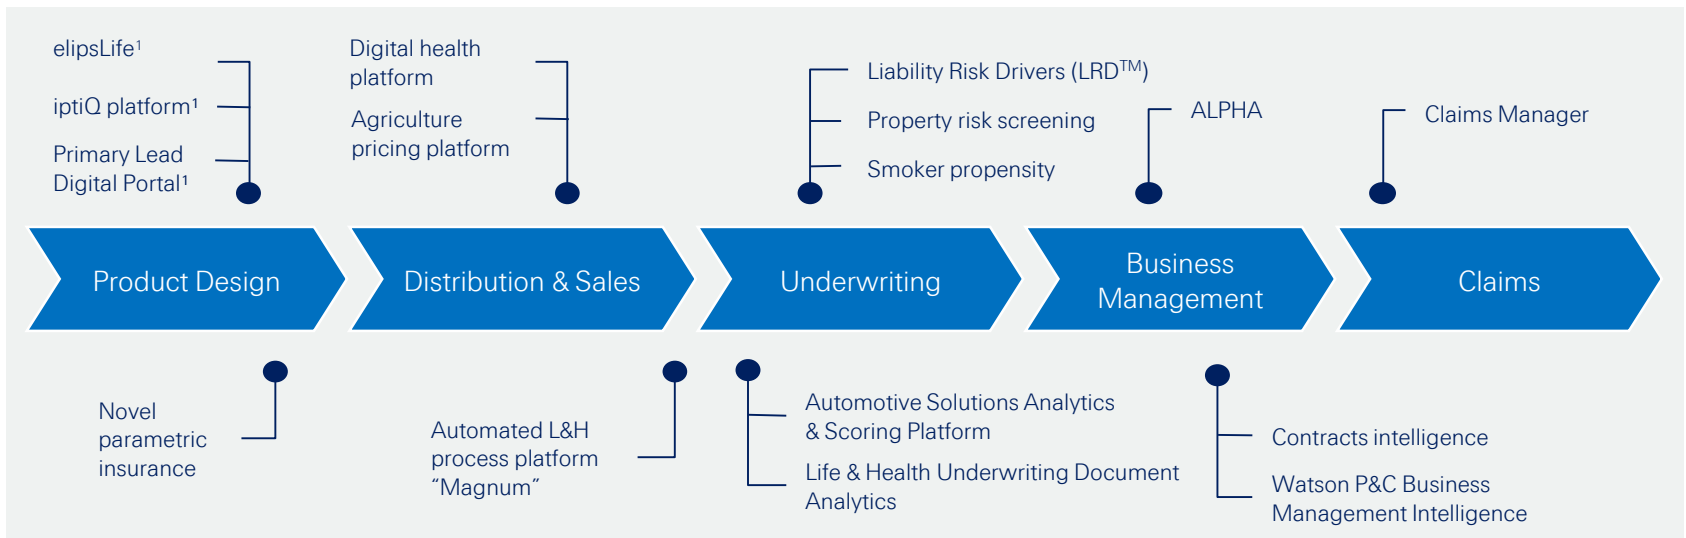 elipsLife¹
iptiQ platform¹
Primary Lead
Digital Portal¹
Digital health
platform
Agriculture
pricing platform
Liability Risk Drivers (LRD™)
Property risk screening
Smoker propensity
ALPHA
Claims Manager
Product Design
Distribution & Sales
Underwriting
Business
Management
Claims
Novel
parametric
insurance
Automated L&H
process platform
“Magnum”
Automotive Solutions Analytics
& Scoring Platform
Life & Health Underwriting Document
Analytics
Contracts intelligence
Watson P&C Business
Management Intelligence